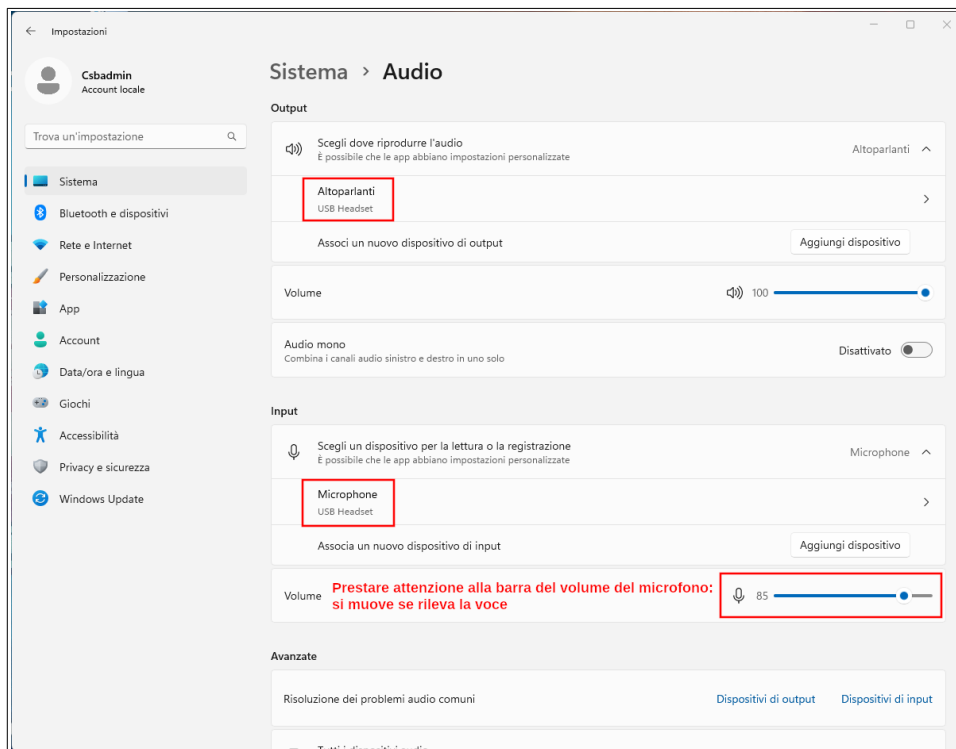 Impostazioni
Csbadmin
Account locale
Trova un'impostazione
Sistema
Bluetooth e dispositivi
Rete e Internet
Personalizzazione
App
Account
Data/ora e lingua
Giochi
Accessibilità
Privacy e sicurezza
Windows Update
Sistema > Audio
Output
Scegli dove riprodurre l'audio
È possibile che le app abbiano impostazioni personalizzate
Altoparlanti
Altoparlanti
USB Headset
Associ un nuovo dispositivo di output
Aggiungi dispositivo
Volume
100
Audio mono
Combina i canali audio sinistro e destro in uno solo
Disattivato
Input
Scegli un dispositivo per la lettura o la registrazione
È possibile che le app abbiano impostazioni personalizzate
Microphone
Microphone
USB Headset
Associa un nuovo dispositivo di input
Aggiungi dispositivo
Volume
Prestare attenzione alla barra del volume del microfono:
si muove se rileva la voce
85
Avanzate
Risoluzione dei problemi audio comuni
Dispositivi di output
Dispositivi di input